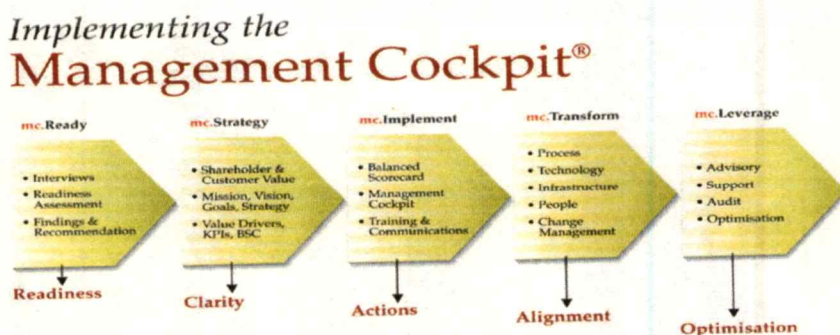 Implementing the
Management Cockpit®
mc.Ready
• Interviews
• Readiness
Assessment
• Findings &
Recommendation
Readiness
mc.Strategy
• Shareholder &
Customer Value
• Mission, Vision,
Goals, Strategy
• Value Drivers,
KPIs, BSC
Clarity
mc.Implement
• Balanced
Scorecard
• Management
Cockpit
• Training &
Communications
Actions
mc.Transform
• Process
• Technology
• Infrastructure
• People
• Change
Management
Alignment
mc.Leverage
• Advisory
• Support
• Audit
• Optimisation
Optimisation